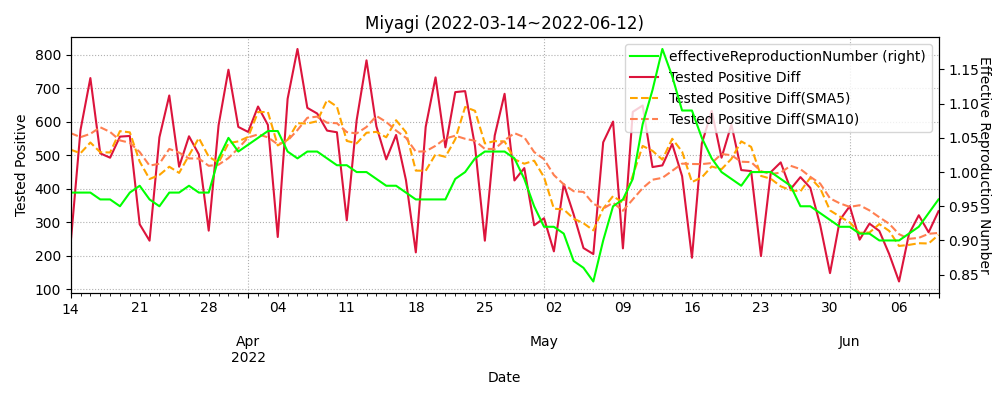 Miyagi (2022-03-14~2022-06-12)
effectiveReproductionNumber (right)
Tested Positive Diff
Tested Positive Diff(SMA5)
Tested Positive Diff(SMA10)
Tested Positive
800
700
600
500
400
300
200
100
Effective Reproduction Number
1.15
1.10
1.05
1.00
0.95
0.90
0.85
14 21 28 04 11 18 25 02 09 16 23 30 06
Apr May Jun
2022
Date